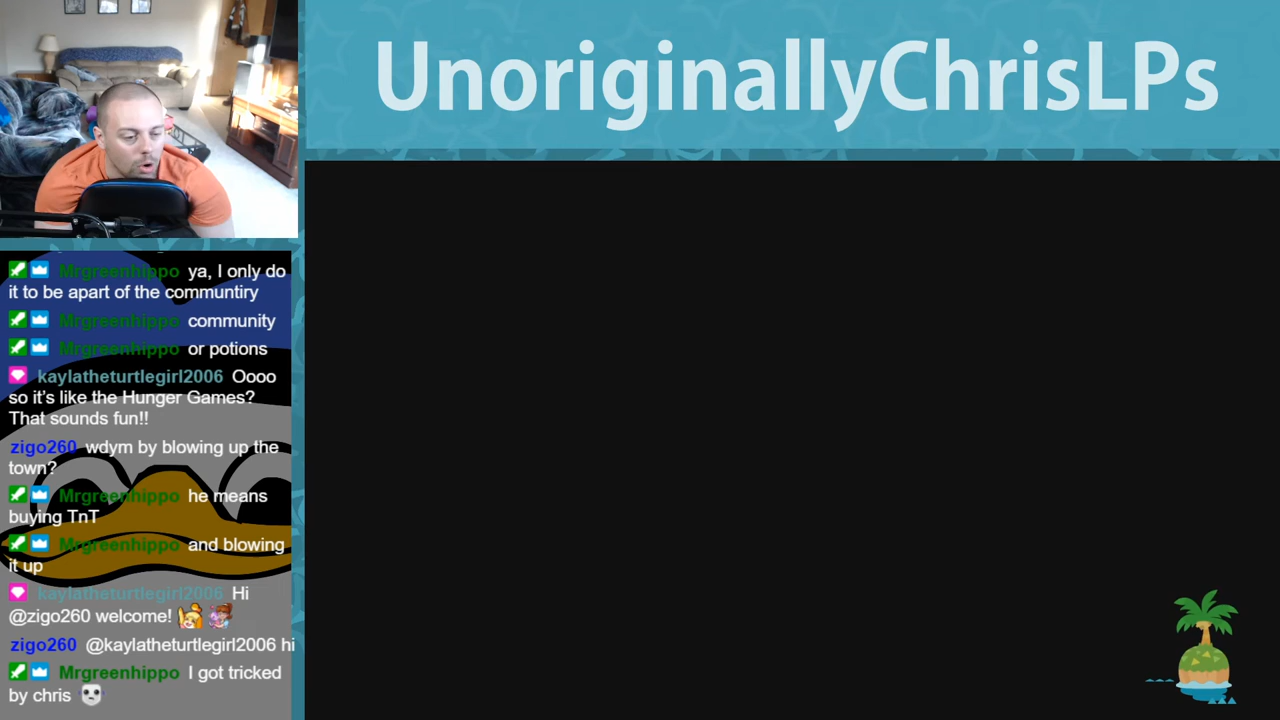 UnoriginallyChrisLPs
Mrgreenhippo ya, I only do
it to be apart of the communtiry
Mrgreenhippo community
Mrgreenhippo or potions
kaylatheturtlegirl2006 Oooo
so it's like the Hunger Games?
That sounds fun!!
zigo260 wdym by blowing up the
town?
Mrgreenhippo he means
buying TnT
Mrgreenhippo and blowing
it up
kaylatheturtlegirl2006 Hi
@zigo260 welcome!
zigo260 @kaylatheturtlegirl2006 hi
Mrgreenhippo I got tricked
by chris